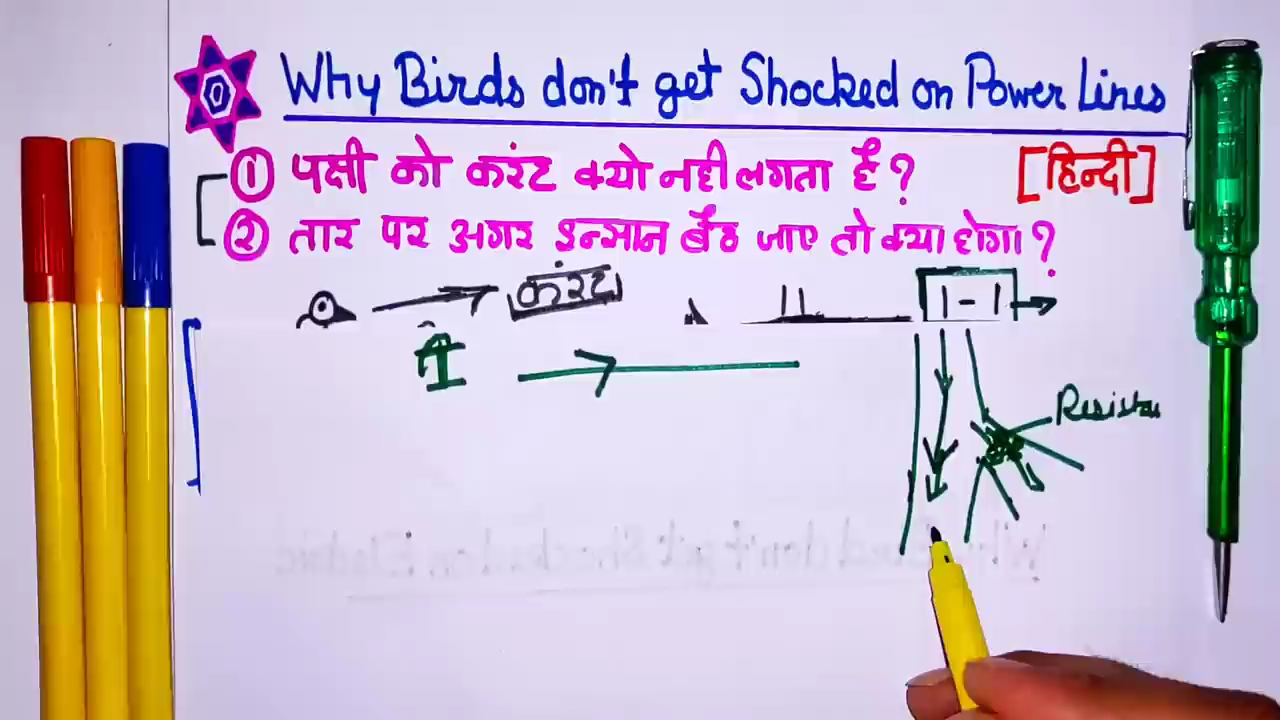 Why Birds don't get Shocked on Power Lines
① पक्षी को करंट क्यो नही लगता है? [हिन्दी]
② तार पर अगर इन्सान बैठ जाए तो क्या होगा?
करंट
1-1
I